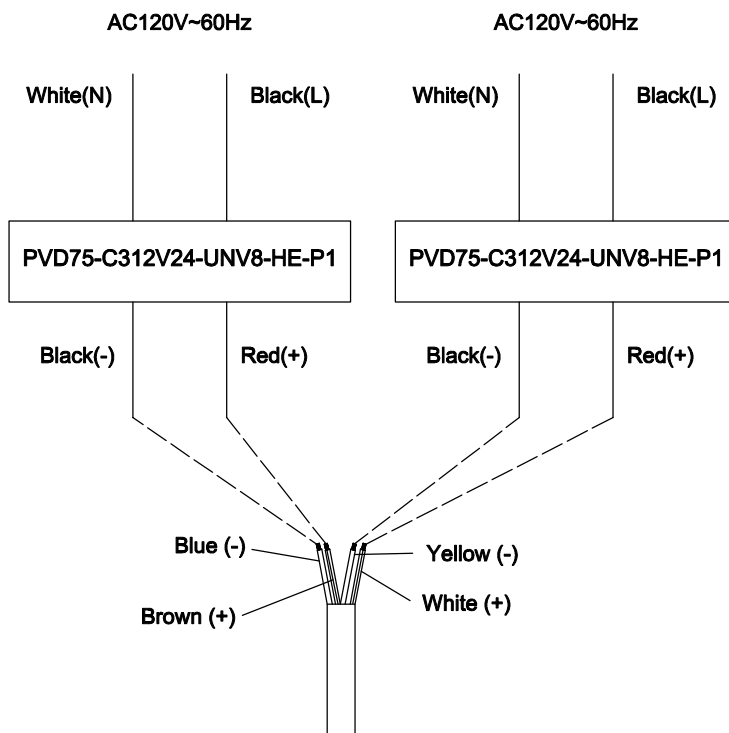 AC120V~60Hz
AC120V~60Hz
White(N)
Black(L)
White(N)
Black(L)
PVD75-C312V24-UNV8-HE-P1
PVD75-C312V24-UNV8-HE-P1
Black(-)
Red(+)
Black(-)
Red(+)
Blue (-)
Yellow (-)
Brown (+)
White (+)